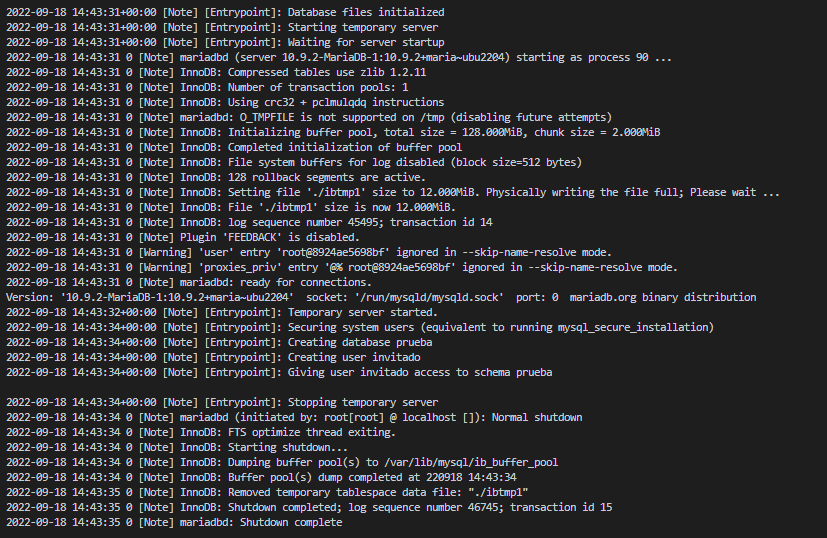 2022-09-18 14:43:31+00:00 [Note] [Entrypoint]: Database files initialized
2022-09-18 14:43:31+00:00 [Note] [Entrypoint]: Starting temporary server
2022-09-18 14:43:31+00:00 [Note] [Entrypoint]: Waiting for server startup
2022-09-18 14:43:31 0 [Note] mariadbd (server 10.9.2-MariaDB-1:10.9.2+maria~ubu2204) starting as process 90 ...
2022-09-18 14:43:31 0 [Note] InnoDB: Compressed tables use zlib 1.2.11
2022-09-18 14:43:31 0 [Note] InnoDB: Number of transaction pools: 1
2022-09-18 14:43:31 0 [Note] InnoDB: Using crc32 + pclmulqdq instructions
2022-09-18 14:43:31 0 [Note] mariadbd: O_TMPFILE is not supported on /tmp (disabling future attempts)
2022-09-18 14:43:31 0 [Note] InnoDB: Initializing buffer pool, total size = 128.000MiB, chunk size = 2.000MiB
2022-09-18 14:43:31 0 [Note] InnoDB: Completed initialization of buffer pool
2022-09-18 14:43:31 0 [Note] InnoDB: File system buffers for log disabled (block size=512 bytes)
2022-09-18 14:43:31 0 [Note] InnoDB: 128 rollback segments are active.
2022-09-18 14:43:31 0 [Note] InnoDB: Setting file './ibtmp1' size to 12.000MiB. Physically writing the file full; Please wait ...
2022-09-18 14:43:31 0 [Note] InnoDB: File './ibtmp1' size is now 12.000MiB.
2022-09-18 14:43:31 0 [Note] InnoDB: log sequence number 45495; transaction id 14
2022-09-18 14:43:31 0 [Note] Plugin 'FEEDBACK' is disabled.
2022-09-18 14:43:31 0 [Warning] 'user' entry 'root@8924ae5698bf' ignored in --skip-name-resolve mode.
2022-09-18 14:43:31 0 [Warning] 'proxies_priv' entry '@% root@8924ae5698bf' ignored in --skip-name-resolve mode.
2022-09-18 14:43:31 0 [Note] mariadbd: ready for connections.
Version: '10.9.2-MariaDB-1:10.9.2+maria~ubu2204'  socket: '/run/mysqld/mysqld.sock'  port: 0  mariadb.org binary distribution
2022-09-18 14:43:32+00:00 [Note] [Entrypoint]: Temporary server started.
2022-09-18 14:43:34+00:00 [Note] [Entrypoint]: Securing system users (equivalent to running mysql_secure_installation)
2022-09-18 14:43:34+00:00 [Note] [Entrypoint]: Creating database prueba
2022-09-18 14:43:34+00:00 [Note] [Entrypoint]: Creating user invitado
2022-09-18 14:43:34+00:00 [Note] [Entrypoint]: Giving user invitado access to schema prueba
2022-09-18 14:43:34+00:00 [Note] [Entrypoint]: Stopping temporary server
2022-09-18 14:43:34 0 [Note] mariadbd (initiated by: root[root] @ localhost []): Normal shutdown
2022-09-18 14:43:34 0 [Note] InnoDB: FTS optimize thread exiting.
2022-09-18 14:43:34 0 [Note] InnoDB: Starting shutdown...
2022-09-18 14:43:34 0 [Note] InnoDB: Dumping buffer pool(s) to /var/lib/mysql/ib_buffer_pool
2022-09-18 14:43:34 0 [Note] InnoDB: Buffer pool(s) dump completed at 220918 14:43:34
2022-09-18 14:43:35 0 [Note] InnoDB: Removed temporary tablespace data file: "./ibtmp1"
2022-09-18 14:43:35 0 [Note] InnoDB: Shutdown completed; log sequence number 46745; transaction id 15
2022-09-18 14:43:35 0 [Note] mariadbd: Shutdown complete